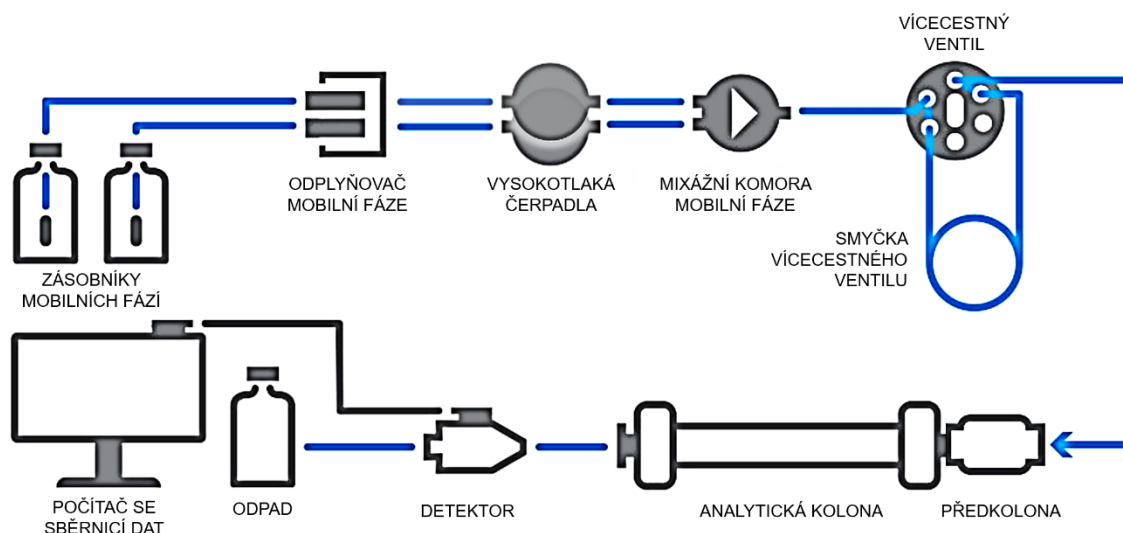 VÍCECESTNÝ
VENTIL
ODPLYŇOVAČ
MOBILNÍ FÁZE
VYSOKOTLAKÁ
ČERPADLA
MIXÁŽNÍ KOMORA
MOBILNÍ FÁZE
SMYČKA
VÍCECESTNÉHO
VENTILU
ZÁSOBNÍKY
MOBILNÍCH FÁZÍ
POČÍTAČ SE
SBĚRNICÍ DAT
ODPAD
DETEKTOR
ANALYTICKÁ KOLONA
PŘEDKOLONA